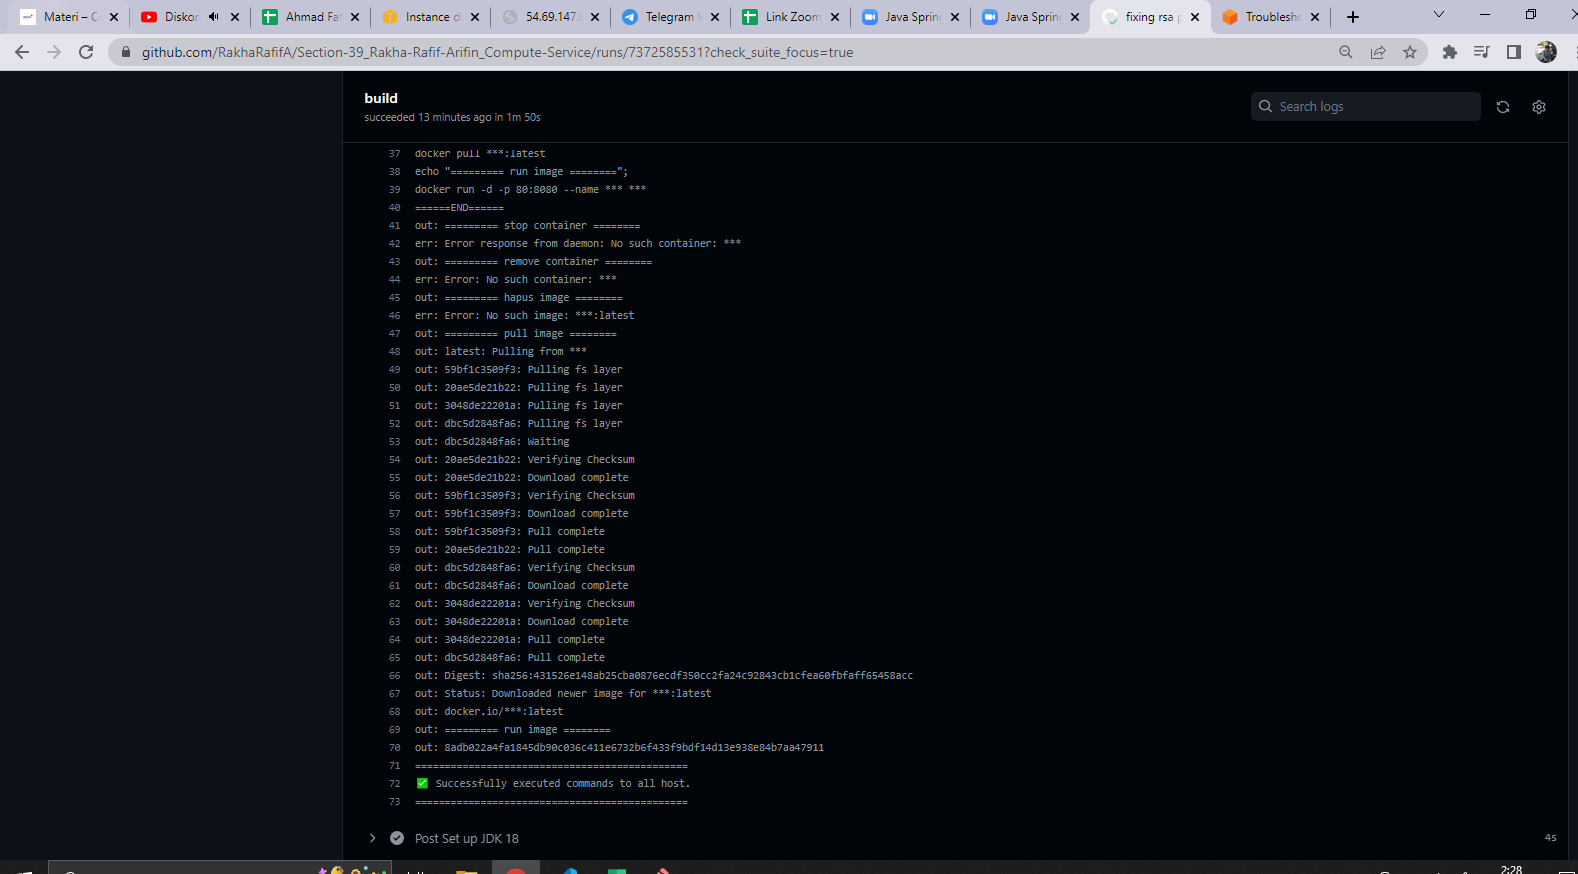 Materi – C
Diskor
Ahmad Fa
Instance d
54.69.147.
Telegram
Link Zoom
Java Spring
Java Spring
fixing rsa p
Troublesh
github.com/RakhaRafifA/Section-39_Rakha-Rafif-Arifin_Compute-Service/runs/7372585531?check_suite_focus=true
build
succeeded 13 minutes ago in 1m 50s
Search logs
37 docker pull ***:latest
38 echo "========= run image ========";
39 docker run -d -p 80:8080 --name *** ***
40 ======END======
41 out: ========= stop container ========
42 err: Error response from daemon: No such container: ***
43 out: ========= remove container ========
44 err: Error: No such container: ***
45 out: ========= hapus image ========
46 err: Error: No such image: ***:latest
47 out: ========= pull image ========
48 out: latest: Pulling from ***
49 out: 59bf1c3509f3: Pulling fs layer
50 out: 20ae5de21b22: Pulling fs layer
51 out: 3048de22201a: Pulling fs layer
52 out: dbc5d2848fa6: Pulling fs layer
53 out: dbc5d2848fa6: Waiting
54 out: 20ae5de21b22: Verifying Checksum
55 out: 20ae5de21b22: Download complete
56 out: 59bf1c3509f3: Verifying Checksum
57 out: 59bf1c3509f3: Download complete
58 out: 59bf1c3509f3: Pull complete
59 out: 20ae5de21b22: Pull complete
60 out: dbc5d2848fa6: Verifying Checksum
61 out: dbc5d2848fa6: Download complete
62 out: 3048de22201a: Verifying Checksum
63 out: 3048de22201a: Download complete
64 out: 3048de22201a: Pull complete
65 out: dbc5d2848fa6: Pull complete
66 out: Digest: sha256:431526e148ab25cba0876ecdf350cc2fa24c92843cb1cfea60fbfaff65458acc
67 out: Status: Downloaded newer image for ***:latest
68 out: docker.io/***:latest
69 out: ========= run image ========
70 out: 8adb022a4fa1845db90c036c411e6732b6f433f9bdf14d13e938e84b7aa47911
71 ==============================================
72 ✅ Successfully executed commands to all host.
73 ==============================================
Post Set up JDK 18
4s
2:28